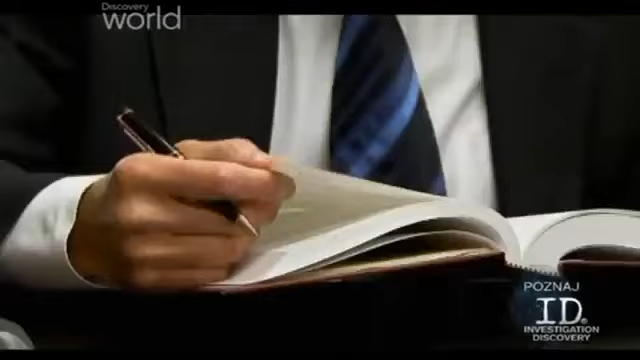 Discovery
world
POZNAJ
ID
INVESTIGATION
DISCOVERY